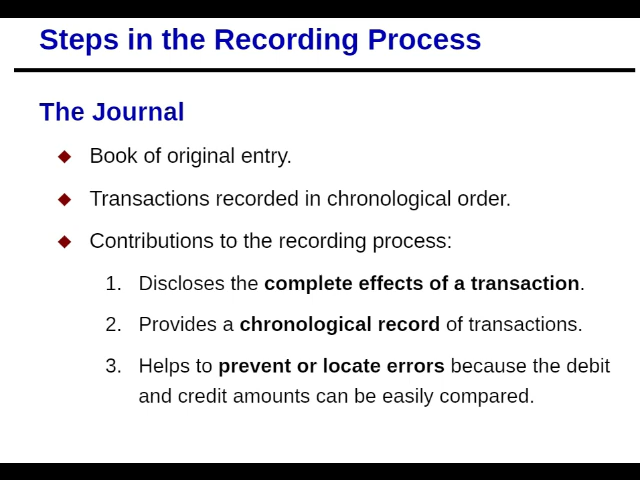 Steps in the Recording Process
The Journal
Book of original entry.
Transactions recorded in chronological order.
Contributions to the recording process:
1. Discloses the complete effects of a transaction.
2. Provides a chronological record of transactions.
3. Helps to prevent or locate errors because the debit
and credit amounts can be easily compared.